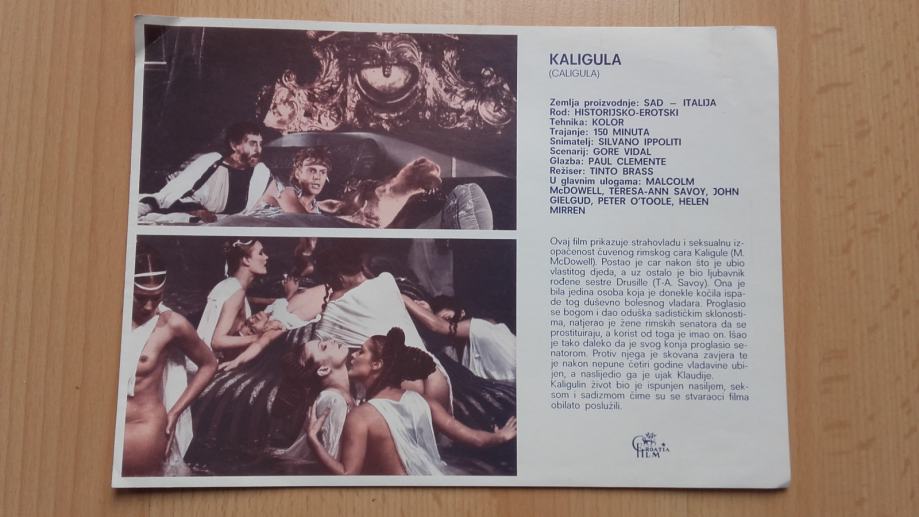 KALIGULA
(CALIGULA)
Zemlja proizvodnje: SAD – ITALIJA
Rod: HISTORIJSKO-EROTSKI
Tehnika: KOLOR
Trajanje: 150 MINUTA
Snimatelj: SILVANO IPPOLITI
Scenarij: GORE VIDAL
Glazba: PAUL CLEMENTE
Režiser: TINTO BRASS
U glavnim ulogama: MALCOLM
McDOWELL, TERESA-ANN SAVOY, JOHN
GIELGUD, PETER O'TOOLE, HELEN
MIRREN
Ovaj film prikazuje strahovladu i seksualnu iz-
opačenost čuvenog rimskog cara Kaligule (M.
McDowell). Postao je car nakon što je ubio
vlastitog djeda, a uz ostalo je bio ljubavnik
rođene sestre Drusille (T-A. Savoy). Ona je
bila jedina osoba koja je donekle kočila ispa-
de tog duševno bolesnog vladara. Proglasio
se bogom i dao oduška sadističkim sklonosti-
ma, natjerao je žene rimskih senatora da se
prostituiraju, a korist od toga je imao on. Išao
je tako daleko da je svog konja proglasio se-
natorom. Protiv njega je skovana zavjera te
je nakon nepune četiri godine vladavine ubi-
jen, a naslijedio ga je ujak Klaudije.
Kaligulin život bio je ispunjen nasiljem, sek-
som i sadizmom čime su se stvaraoci filma
obilato poslužili.
CROATIA
FILM